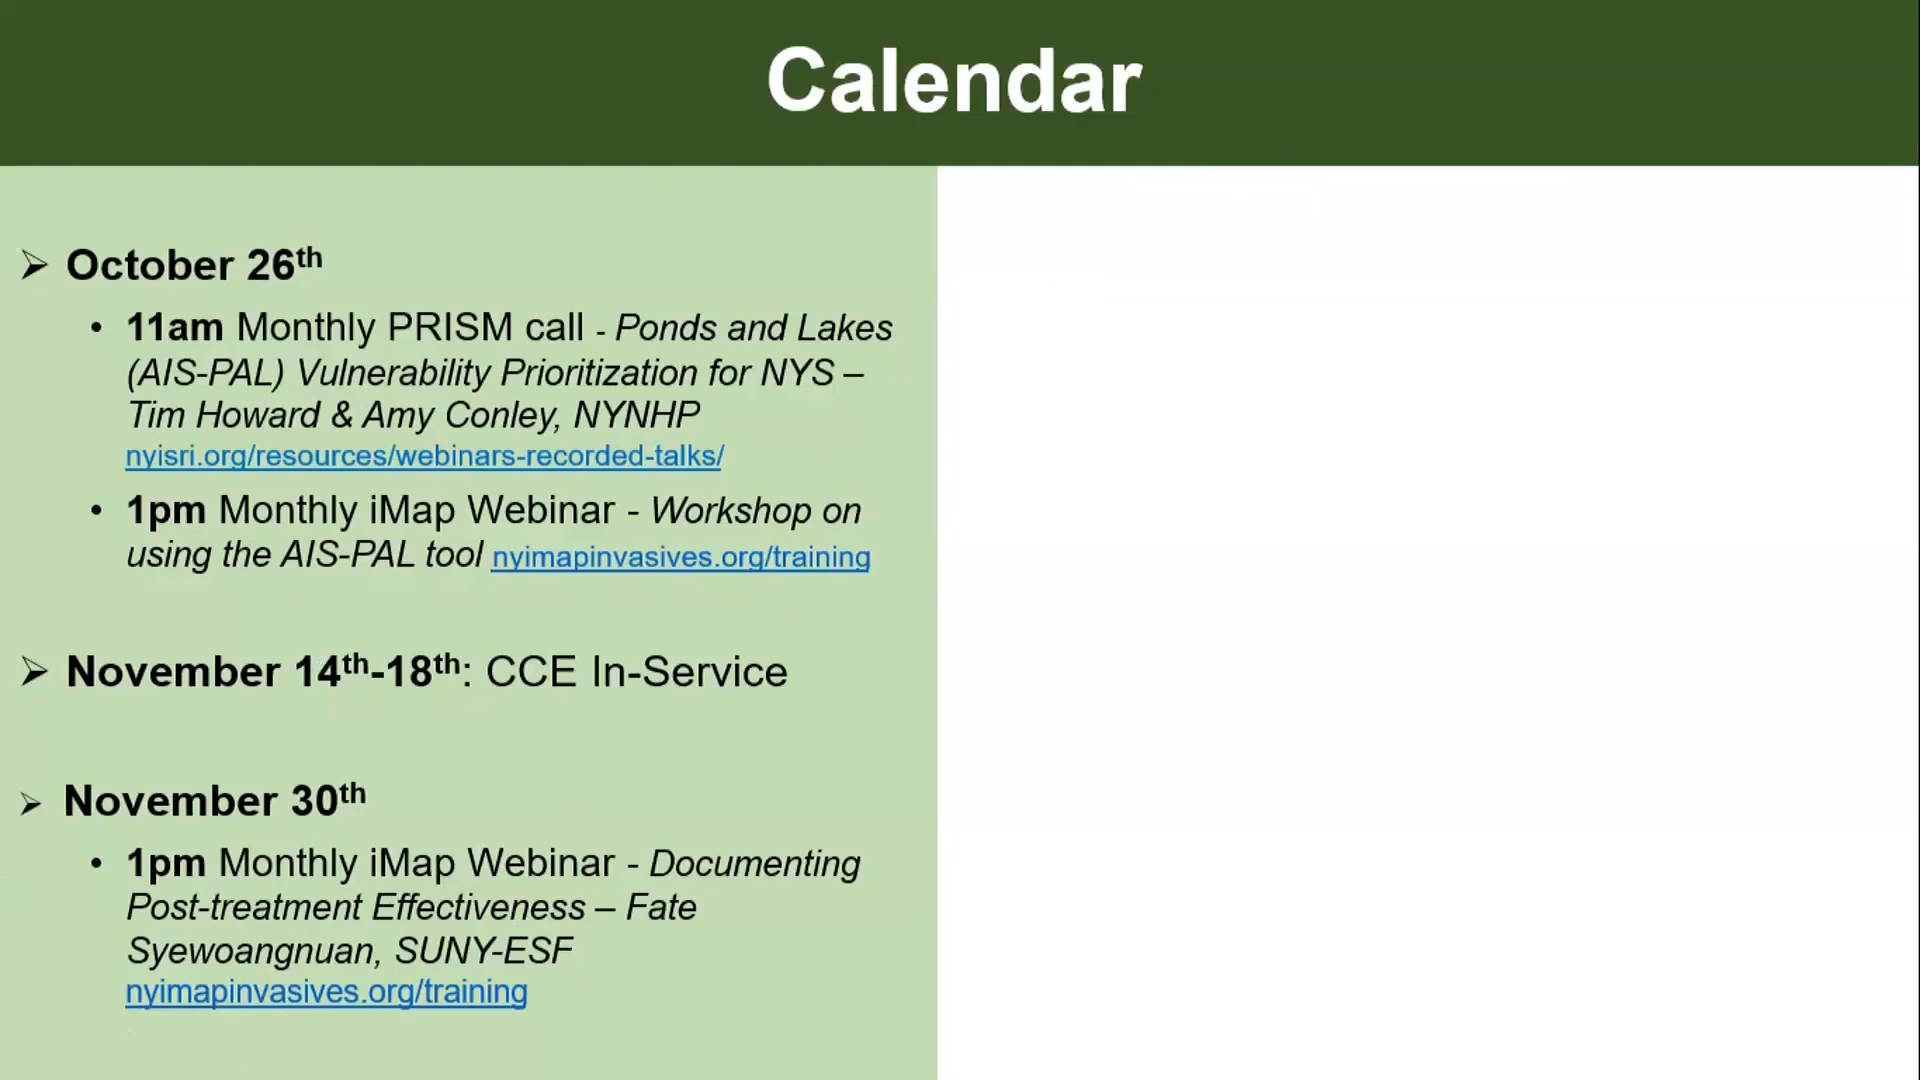 Calendar
➢ October 26th
• 11am Monthly PRISM call - Ponds and Lakes
(AIS-PAL) Vulnerability Prioritization for NYS –
Tim Howard & Amy Conley, NYNHP
nyisri.org/resources/webinars-recorded-talks/
• 1pm Monthly iMap Webinar - Workshop on
using the AIS-PAL tool nyimapinvasives.org/training
➢ November 14th-18th: CCE In-Service
➢ November 30th
• 1pm Monthly iMap Webinar - Documenting
Post-treatment Effectiveness – Fate
Syewoangnuan, SUNY-ESF
nyimapinvasives.org/training